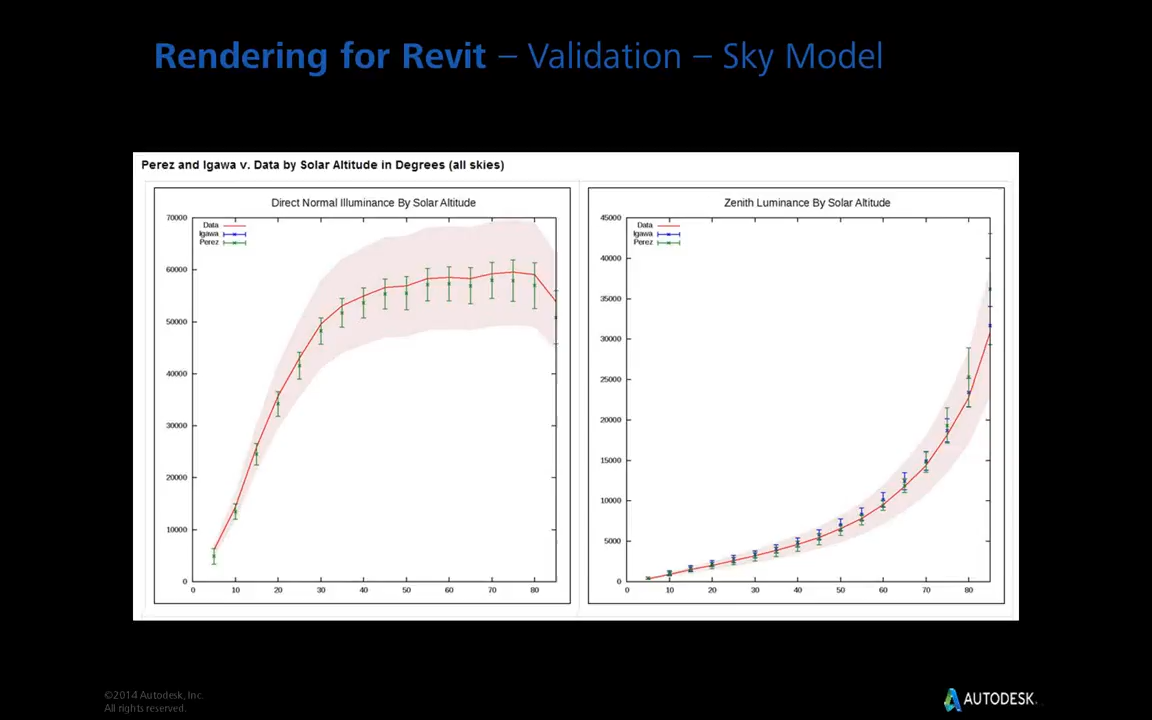 Rendering for Revit – Validation – Sky Model
Perez and Igawa v. Data by Solar Altitude in Degrees (all skies)
Direct Normal Illuminance By Solar Altitude
70000
60000
50000
40000
30000
20000
10000
0
Data
Igawa
Perez
0 10 20 30 40 50 60 70 80
Zenith Luminance By Solar Altitude
45000
40000
35000
30000
25000
20000
15000
10000
5000
0
Data
Igawa
Perez
0 10 20 30 40 50 60 70 80
©2014 Autodesk, Inc.
All rights reserved.
AUTODESK.